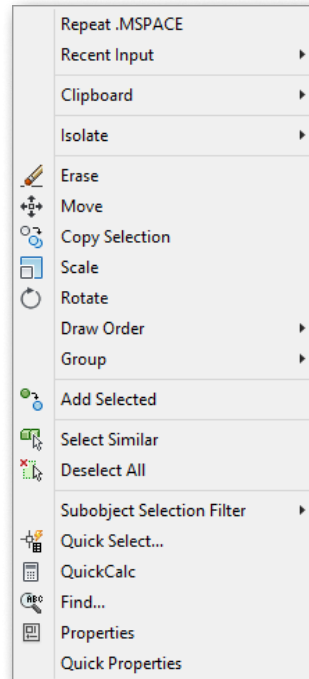 Repeat .MSPACE
Recent Input
Clipboard
Isolate
Erase
Move
Copy Selection
Scale
Rotate
Draw Order
Group
Add Selected
Select Similar
Deselect All
Subobject Selection Filter
Quick Select...
QuickCalc
ABC
Find...
Properties
Quick Properties